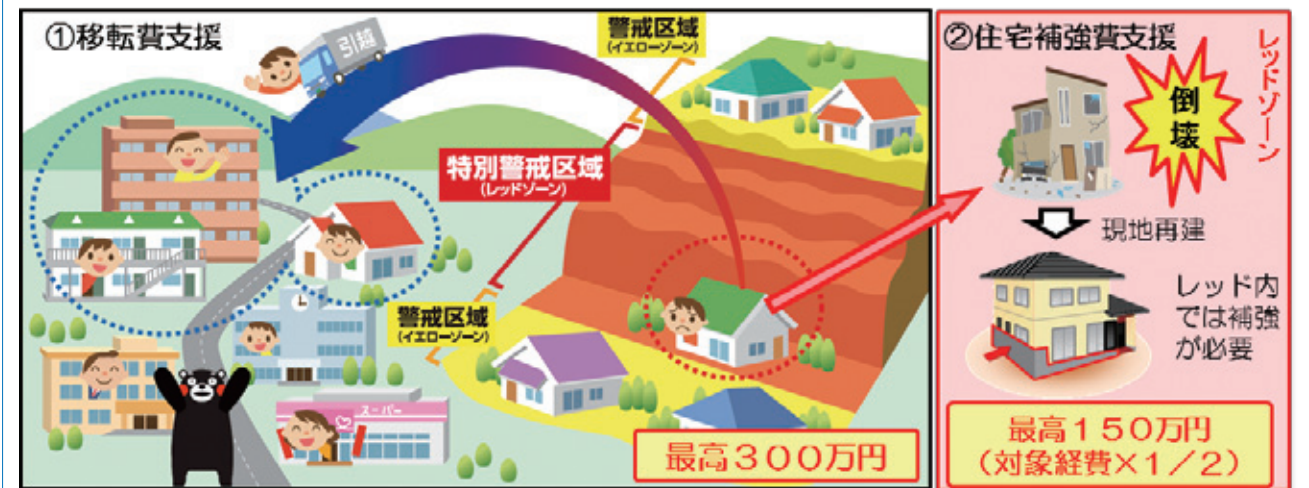 ①移転費支援
引越
警戒区域
(イエローゾーン)
特別警戒区域
(レッドゾーン)
警戒区域
(イエローゾーン)
スーパー
最高300万円
②住宅補強費支援
レッドゾーン
倒壊
現地再建
レッド内
では補強
が必要
最高150万円
(対象経費×1/2)